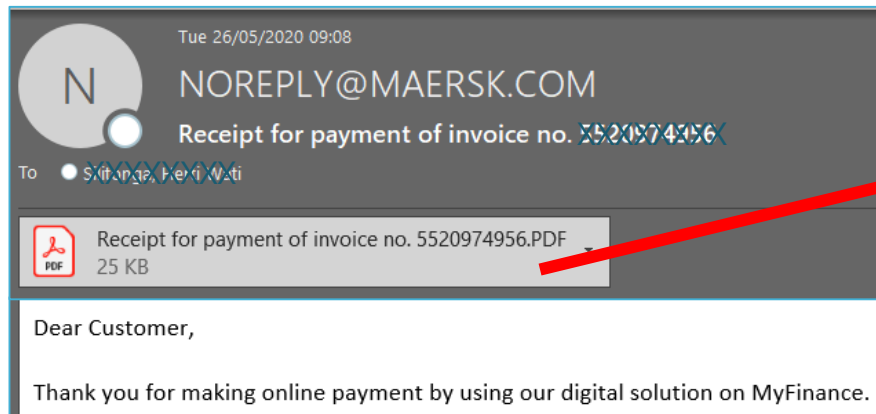 Tue 26/05/2020 09:08
N
NOREPLY@MAERSK.COM
Receipt for payment of invoice no.
To
PDF
Receipt for payment of invoice no. 5520974956.PDF
25 KB
Dear Customer,
Thank you for making online payment by using our digital solution on MyFinance.